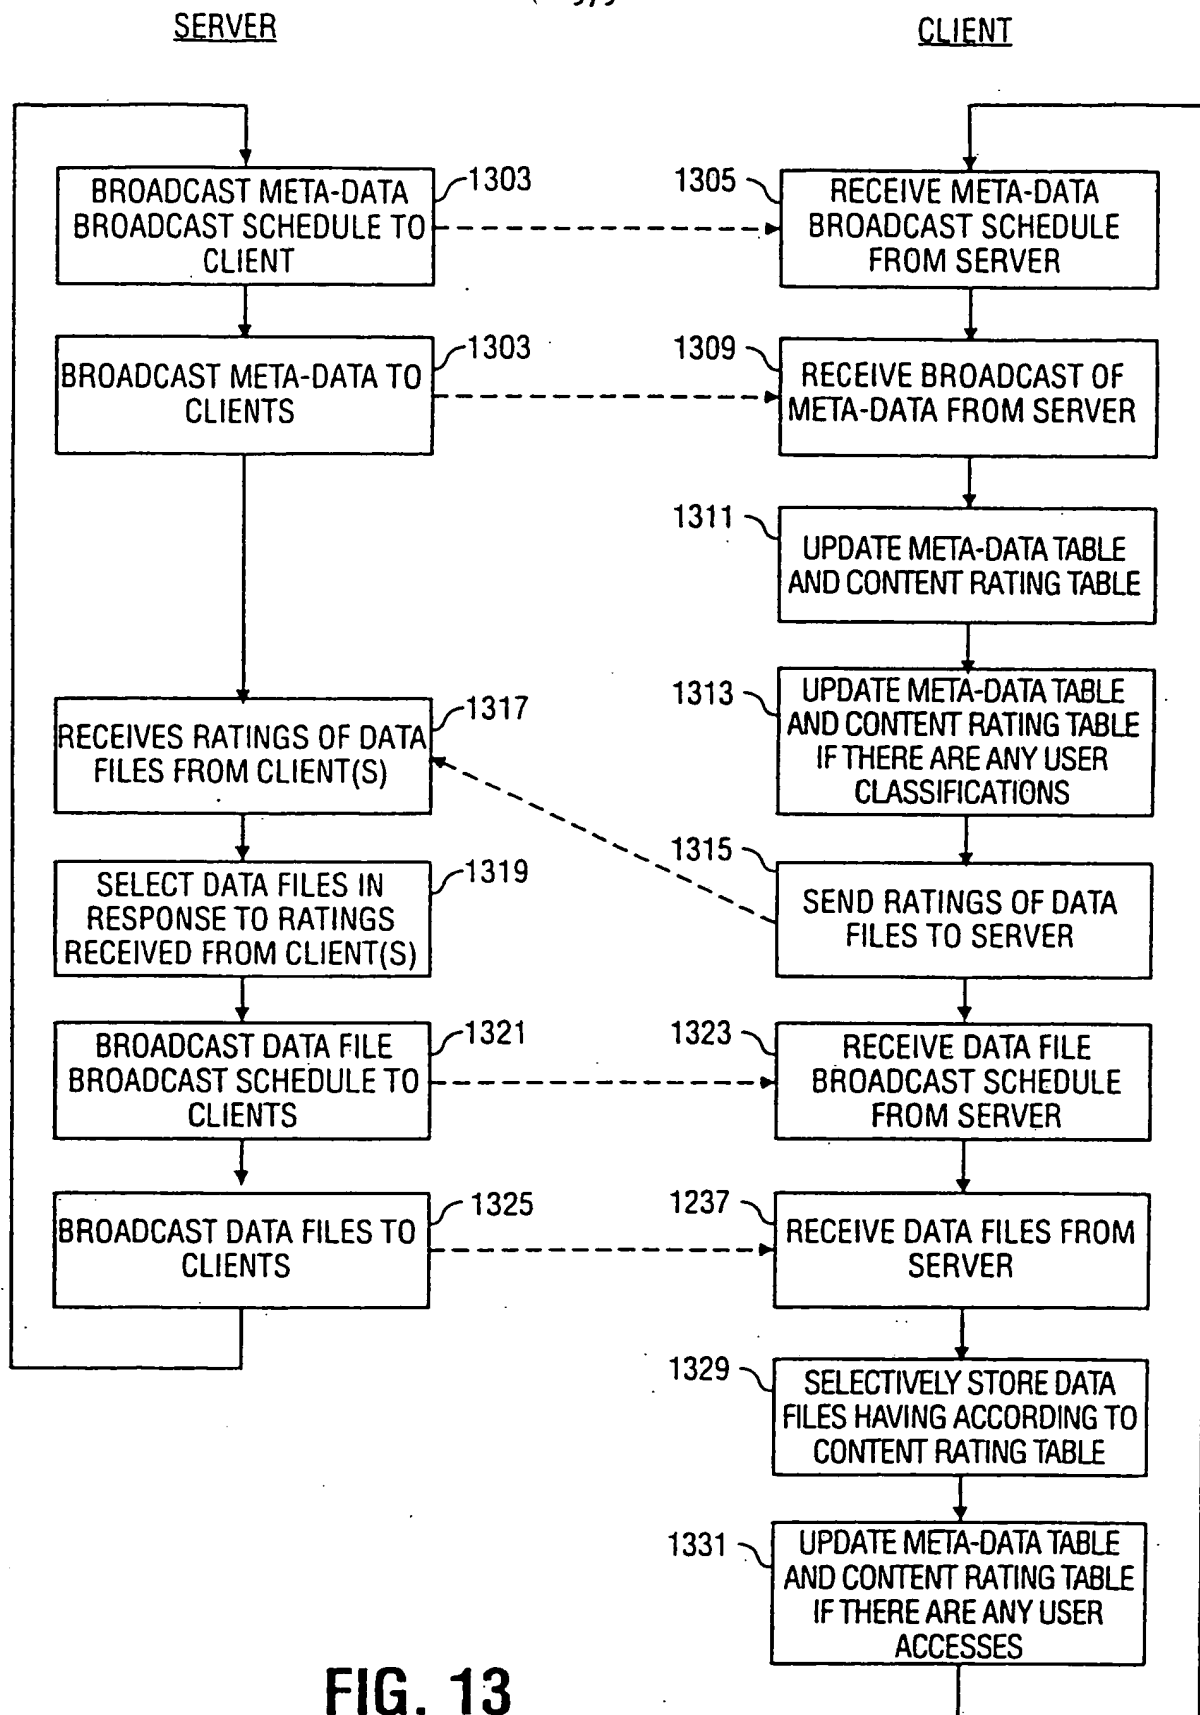 SERVER
CLIENT
BROADCAST META-DATA
BROADCAST SCHEDULE TO
CLIENT
1303
1305
RECEIVE META-DATA
BROADCAST SCHEDULE
FROM SERVER
BROADCAST META-DATA TO
CLIENTS
1303
1309
RECEIVE BROADCAST OF
META-DATA FROM SERVER
1311
UPDATE META-DATA TABLE
AND CONTENT RATING TABLE
1313
UPDATE META-DATA TABLE
AND CONTENT RATING TABLE
IF THERE ARE ANY USER
CLASSIFICATIONS
RECEIVES RATINGS OF DATA
FILES FROM CLIENT(S)
1317
1315
SEND RATINGS OF DATA
FILES TO SERVER
SELECT DATA FILES IN
RESPONSE TO RATINGS
RECEIVED FROM CLIENT(S)
1319
BROADCAST DATA FILE
BROADCAST SCHEDULE TO
CLIENTS
1321
1323
RECEIVE DATA FILE
BROADCAST SCHEDULE
FROM SERVER
BROADCAST DATA FILES TO
CLIENTS
1325
1237
RECEIVE DATA FILES FROM
SERVER
1329
SELECTIVELY STORE DATA
FILES HAVING ACCORDING TO
CONTENT RATING TABLE
1331
UPDATE META-DATA TABLE
AND CONTENT RATING TABLE
IF THERE ARE ANY USER
ACCESSES
FIG. 13